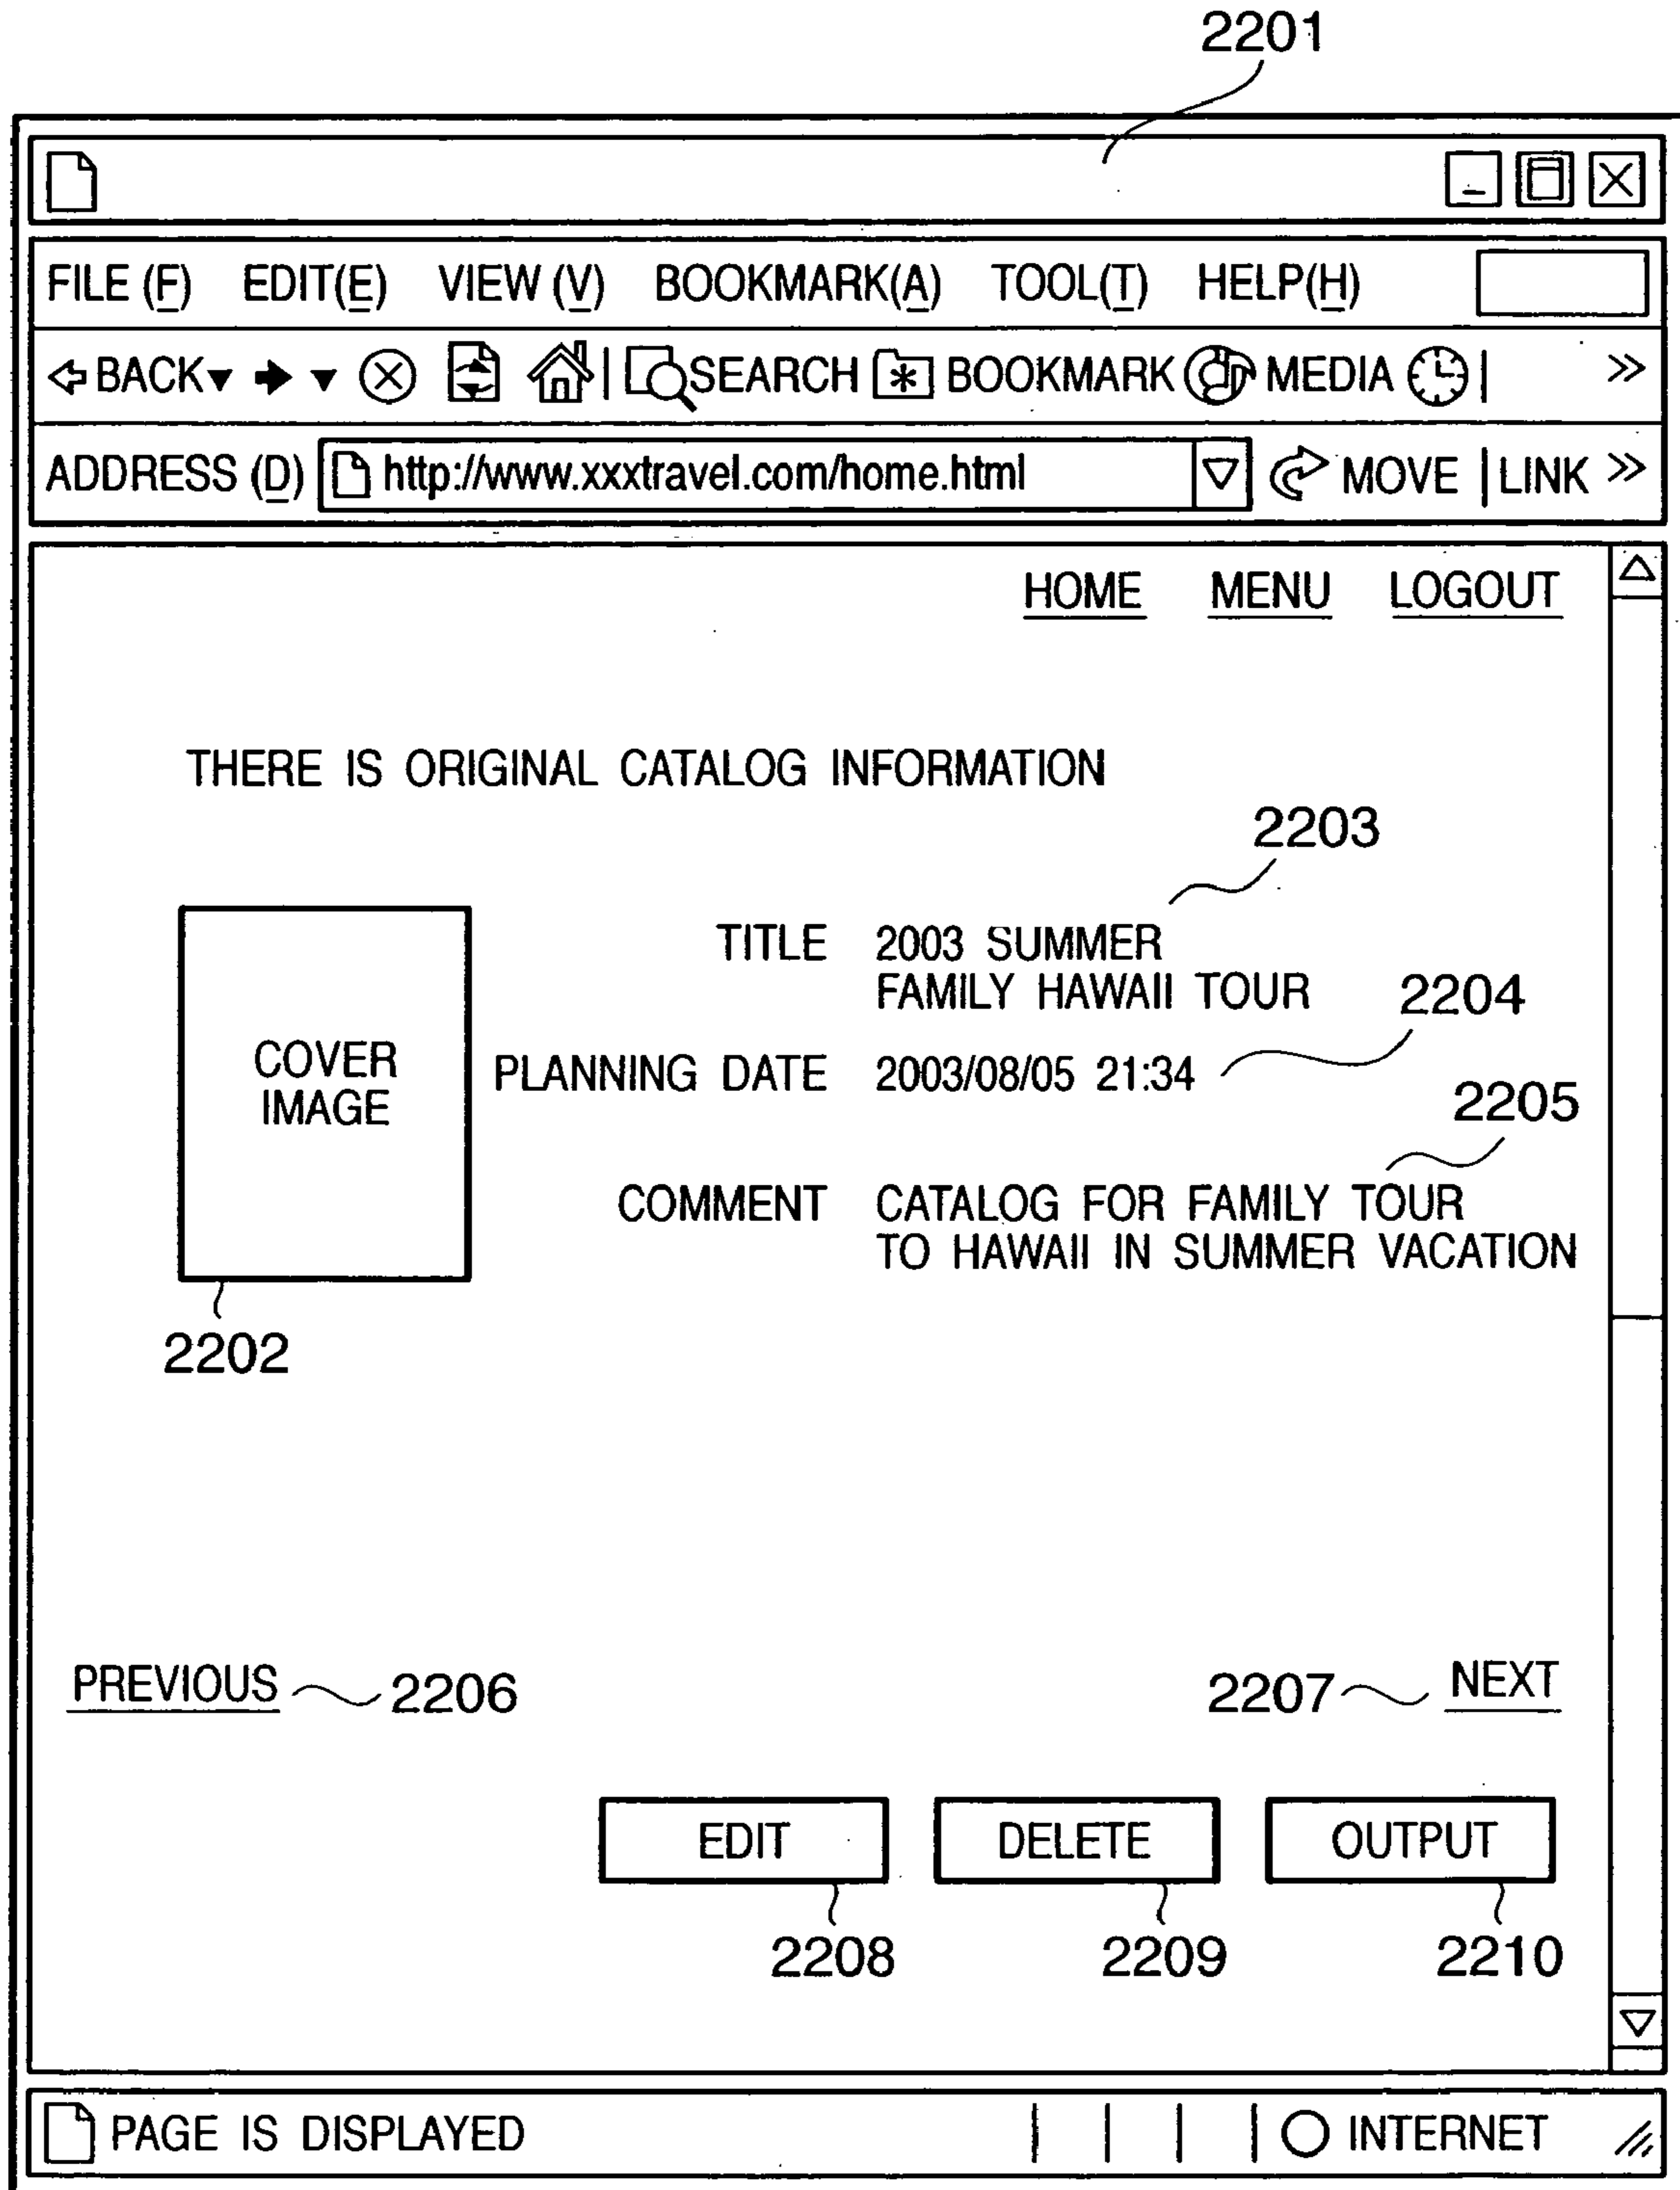 2201
FILE (F) EDIT(E) VIEW (V) BOOKMARK(A) TOOL(T) HELP(H)
BACK SEARCH BOOKMARK MEDIA »
ADDRESS (D) http://www.xxxtravel.com/home.html MOVE LINK »
HOME MENU LOGOUT
THERE IS ORIGINAL CATALOG INFORMATION
2203
TITLE 2003 SUMMER
FAMILY HAWAII TOUR
2204
COVER
IMAGE
PLANNING DATE 2003/08/05 21:34
2205
COMMENT CATALOG FOR FAMILY TOUR
TO HAWAII IN SUMMER VACATION
2202
PREVIOUS 2206
2207 NEXT
EDIT DELETE OUTPUT
2208 2209 2210
PAGE IS DISPLAYED INTERNET